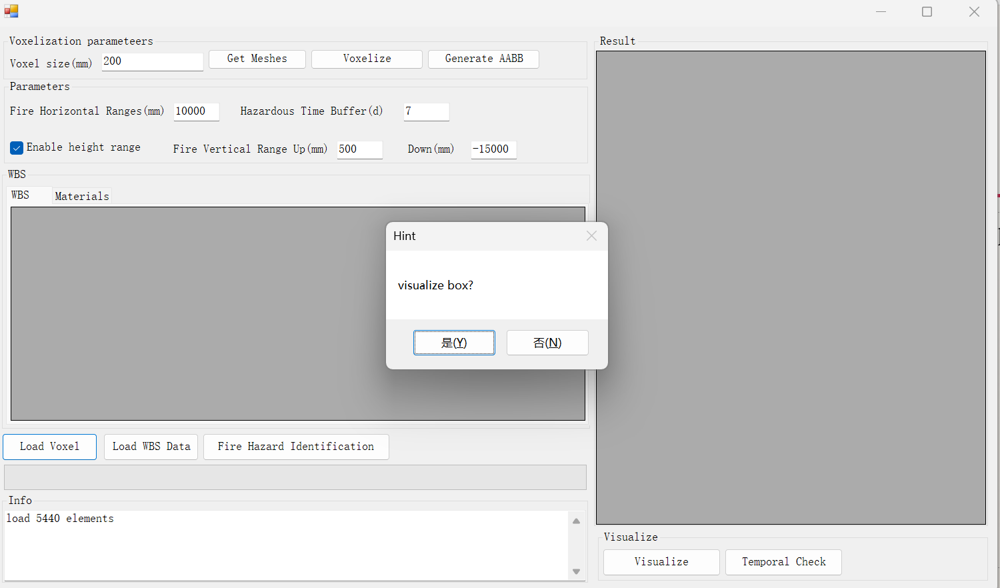 Voxelization parameteers
Voxel size(mm) 200 Get Meshes Voxelize Generate AABB
Parameters
Fire Horizontal Ranges(mm) 10000 Hazardous Time Buffer(d) 7
Enable height range Fire Vertical Range Up(mm) 500 Down(mm) -15000
WBS
WBS Materials
Hint
visualize box?
是(Y) 否(N)
Load Voxel Load WBS Data Fire Hazard Identification
Info
load 5440 elements
Result
Visualize
Visualize Temporal Check